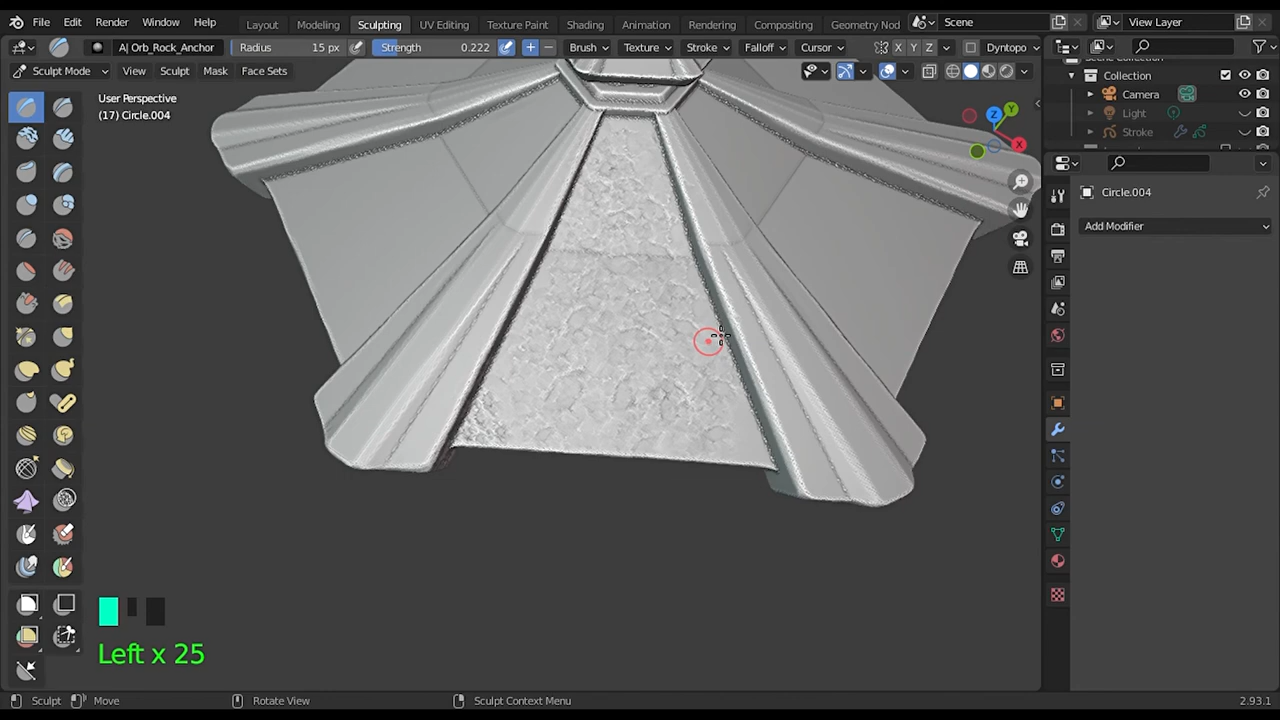 File Edit Render Window Help Layout Modeling Sculpting UV Editing Texture Paint Shading Animation Rendering Compositing Geometry Nod Scene View Layer
A| Orb_Rock_Anchor Radius 15 px Strength 0.222 Brush Texture Stroke Falloff Cursor X Y Z Dyntopo
Sculpt Mode View Sculpt Mask Face Sets
Collection
Camera
Light
Stroke
User Perspective
(17) Circle.004
Z Y X
Circle.004
Add Modifier
Left x 25
Sculpt Move Rotate View Sculpt Context Menu 2.93.1